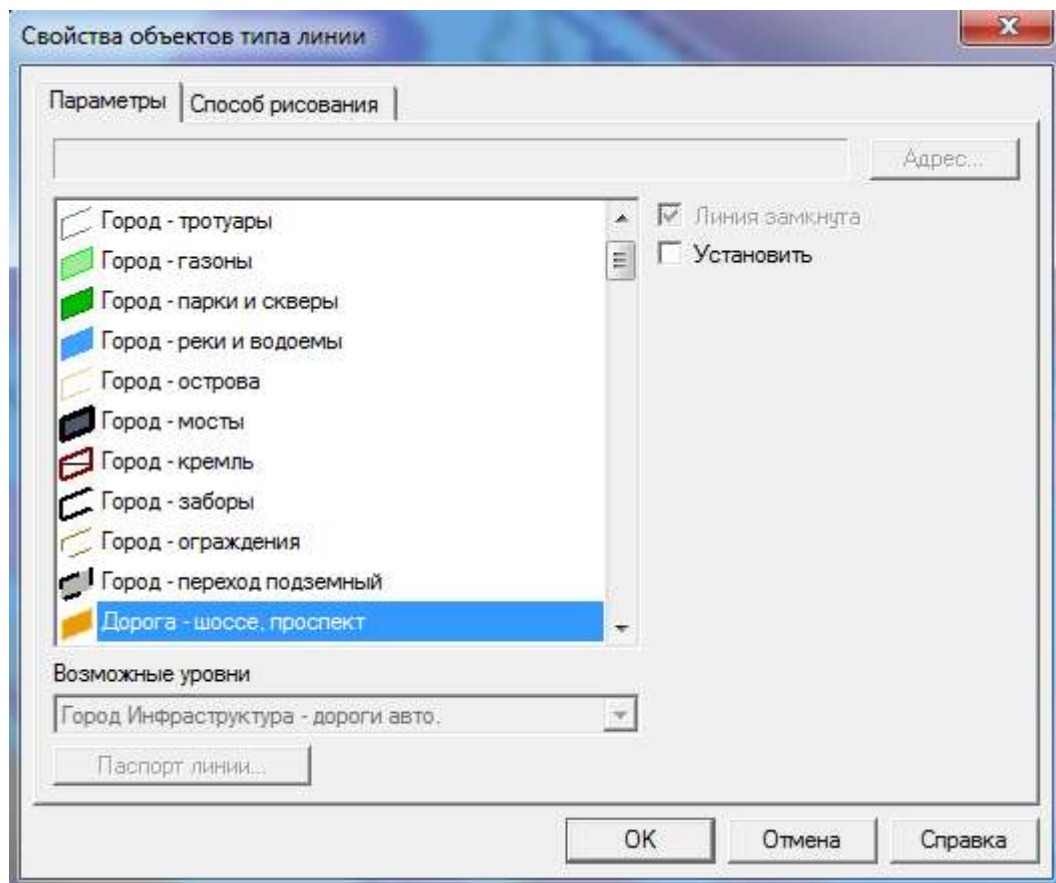 Свойства объектов типа линии
Параметры
Способ рисования
Адрес...
Город - тротуары
Город - газоны
Город - парки и скверы
Город - реки и водоемы
Город - острова
Город - мосты
Город - кремль
Город - заборы
Город - ограждения
Город - переход подземный
Дорога - шоссе, проспект
Линия замкнута
Установить
Возможные уровни
Город Инфраструктура - дороги авто.
Паспорт линии...
OK
Отмена
Справка